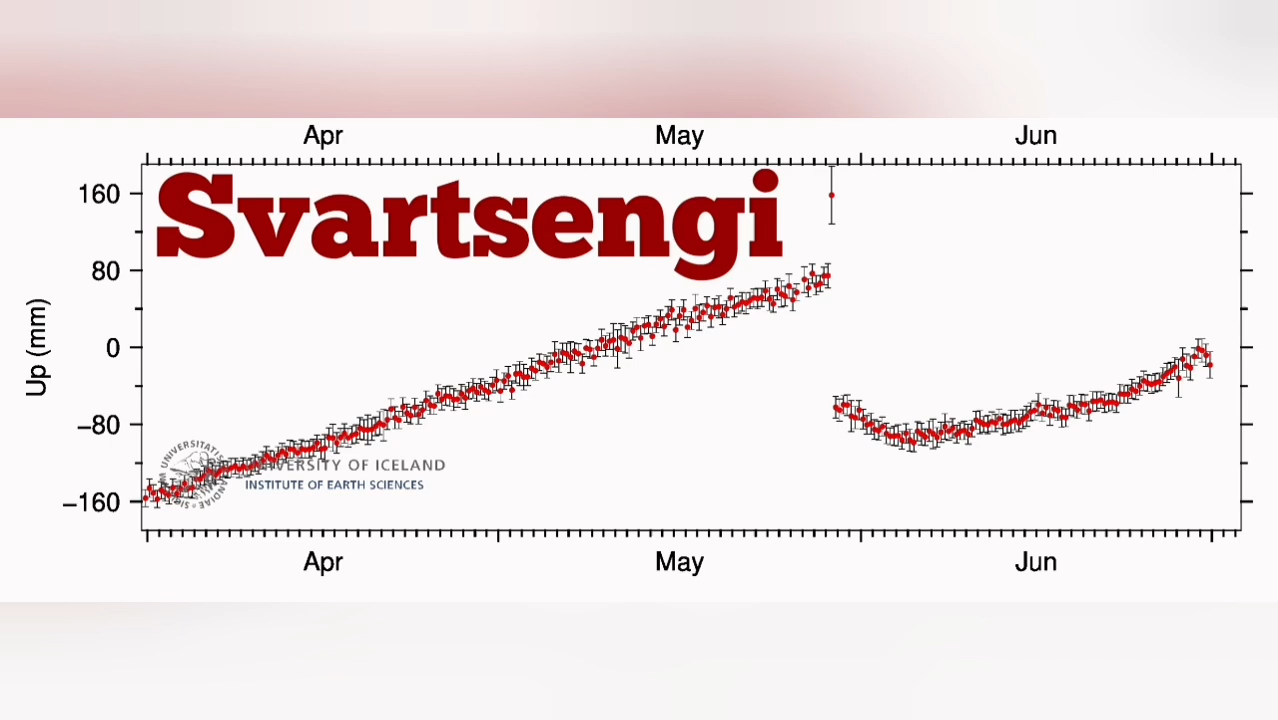 Apr May Jun
Svartsengi
160
80
0
−80
−160
Up (mm)
UNIVERSITY OF ICELAND
INSTITUTE OF EARTH SCIENCES
Apr May Jun